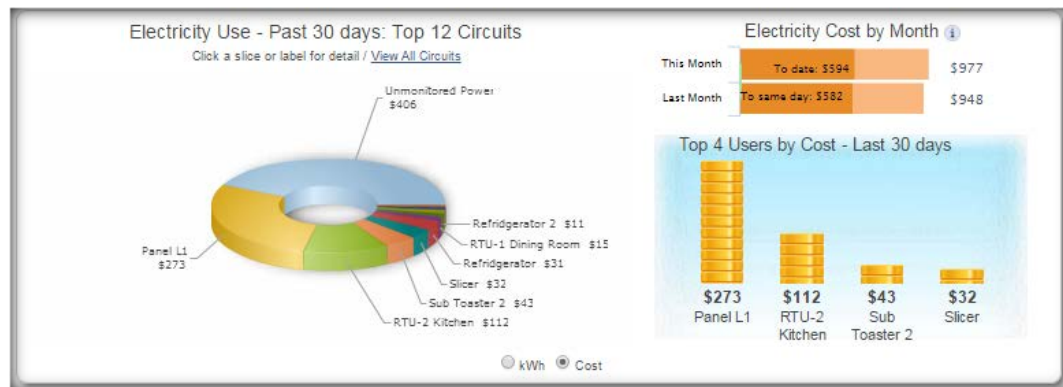 Electricity Use - Past 30 days: Top 12 Circuits
Click a slice or label for detail / View All Circuits
Unmonitored Power
$406
Panel L1
$273
Refridgerator 2 $11
RTU-1 Dining Room $15
Refridgerator $31
Slicer $32
Sub Toaster 2 $43
RTU-2 Kitchen $112
Electricity Cost by Month i
This Month To date: $594 $977
Last Month To same day: $582 $948
Top 4 Users by Cost - Last 30 days
$273 $112 $43 $32
Panel L1 RTU-2 Sub Slicer
Kitchen Toaster 2
kWh Cost